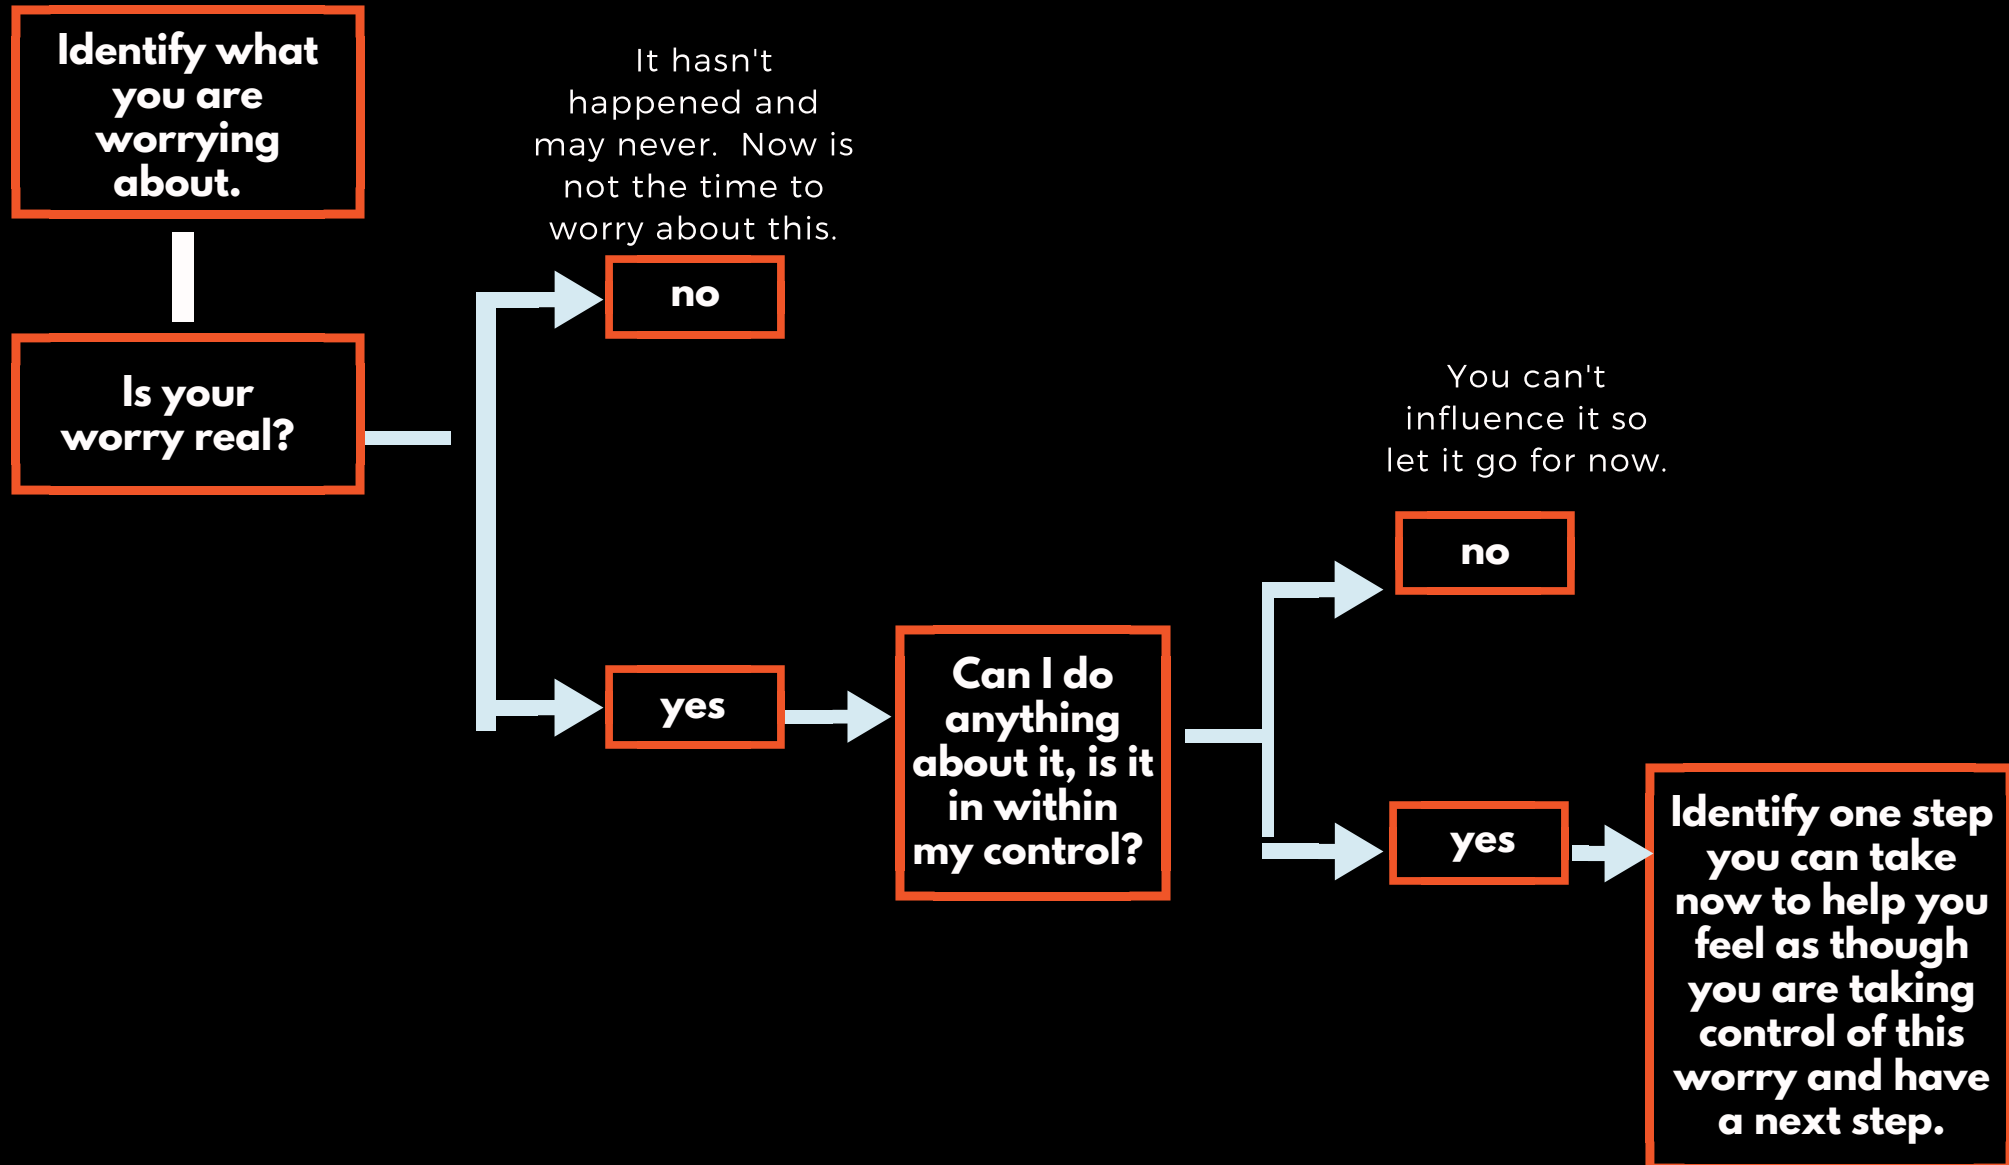 Identify what
you are
worrying
about.
Is your
worry real?
It hasn't
happened and
may never.  Now is
not the time to
worry about this.
no
yes
Can I do
anything
about it, is it
in within
my control?
You can't
influence it so
let it go for now.
no
yes
Identify one step
you can take
now to help you
feel as though
you are taking
control of this
worry and have
a next step.